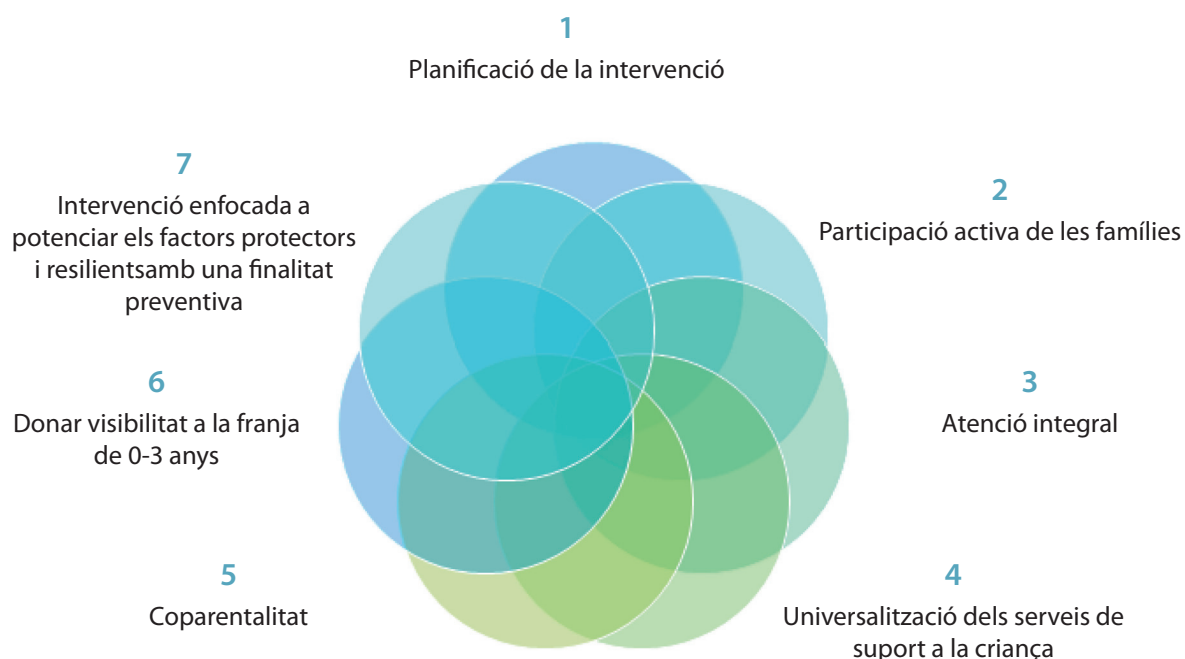 1
Planificació de la intervenció
2
Participació activa de les famílies
3
Atenció integral
4
Universalització dels serveis de
suport a la criança
5
Coparentalitat
6
Donar visibilitat a la franja
de 0-3 anys
7
Intervenció enfocada a
potenciar els factors protectors
i resilientsamb una finalitat
preventiva